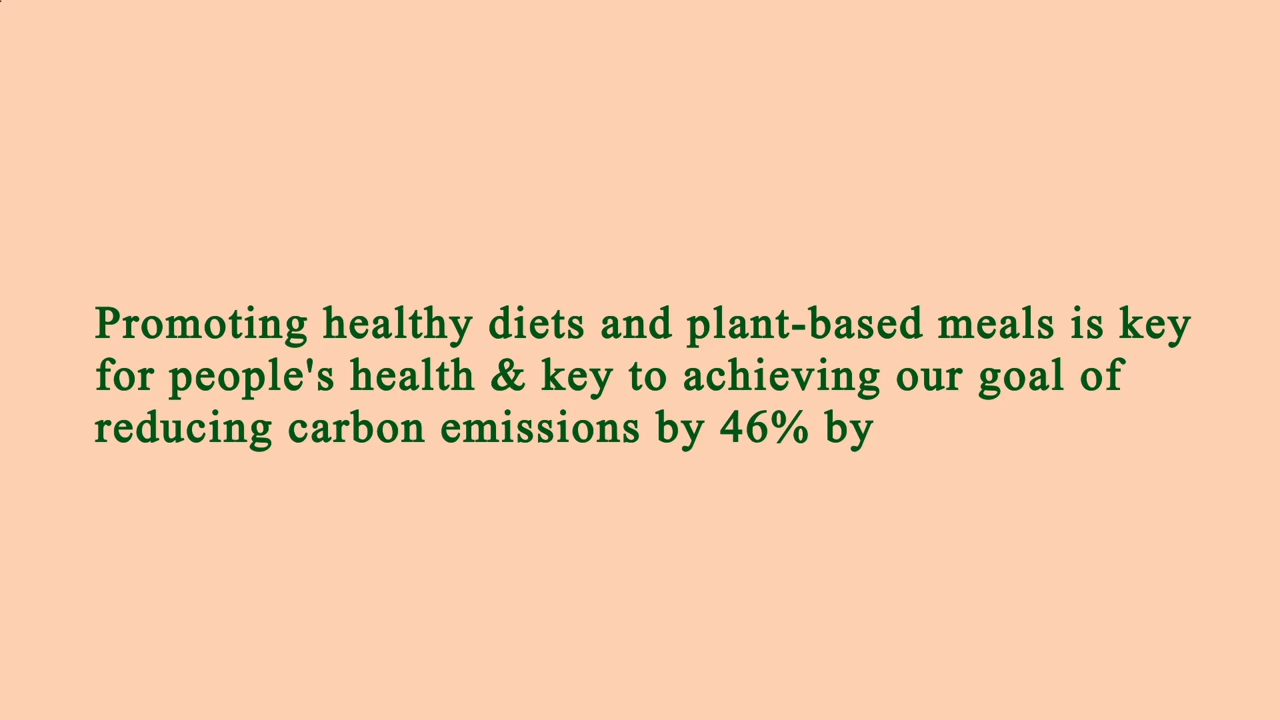 Promoting healthy diets and plant-based meals is key
for people's health & key to achieving our goal of
reducing carbon emissions by 46% by